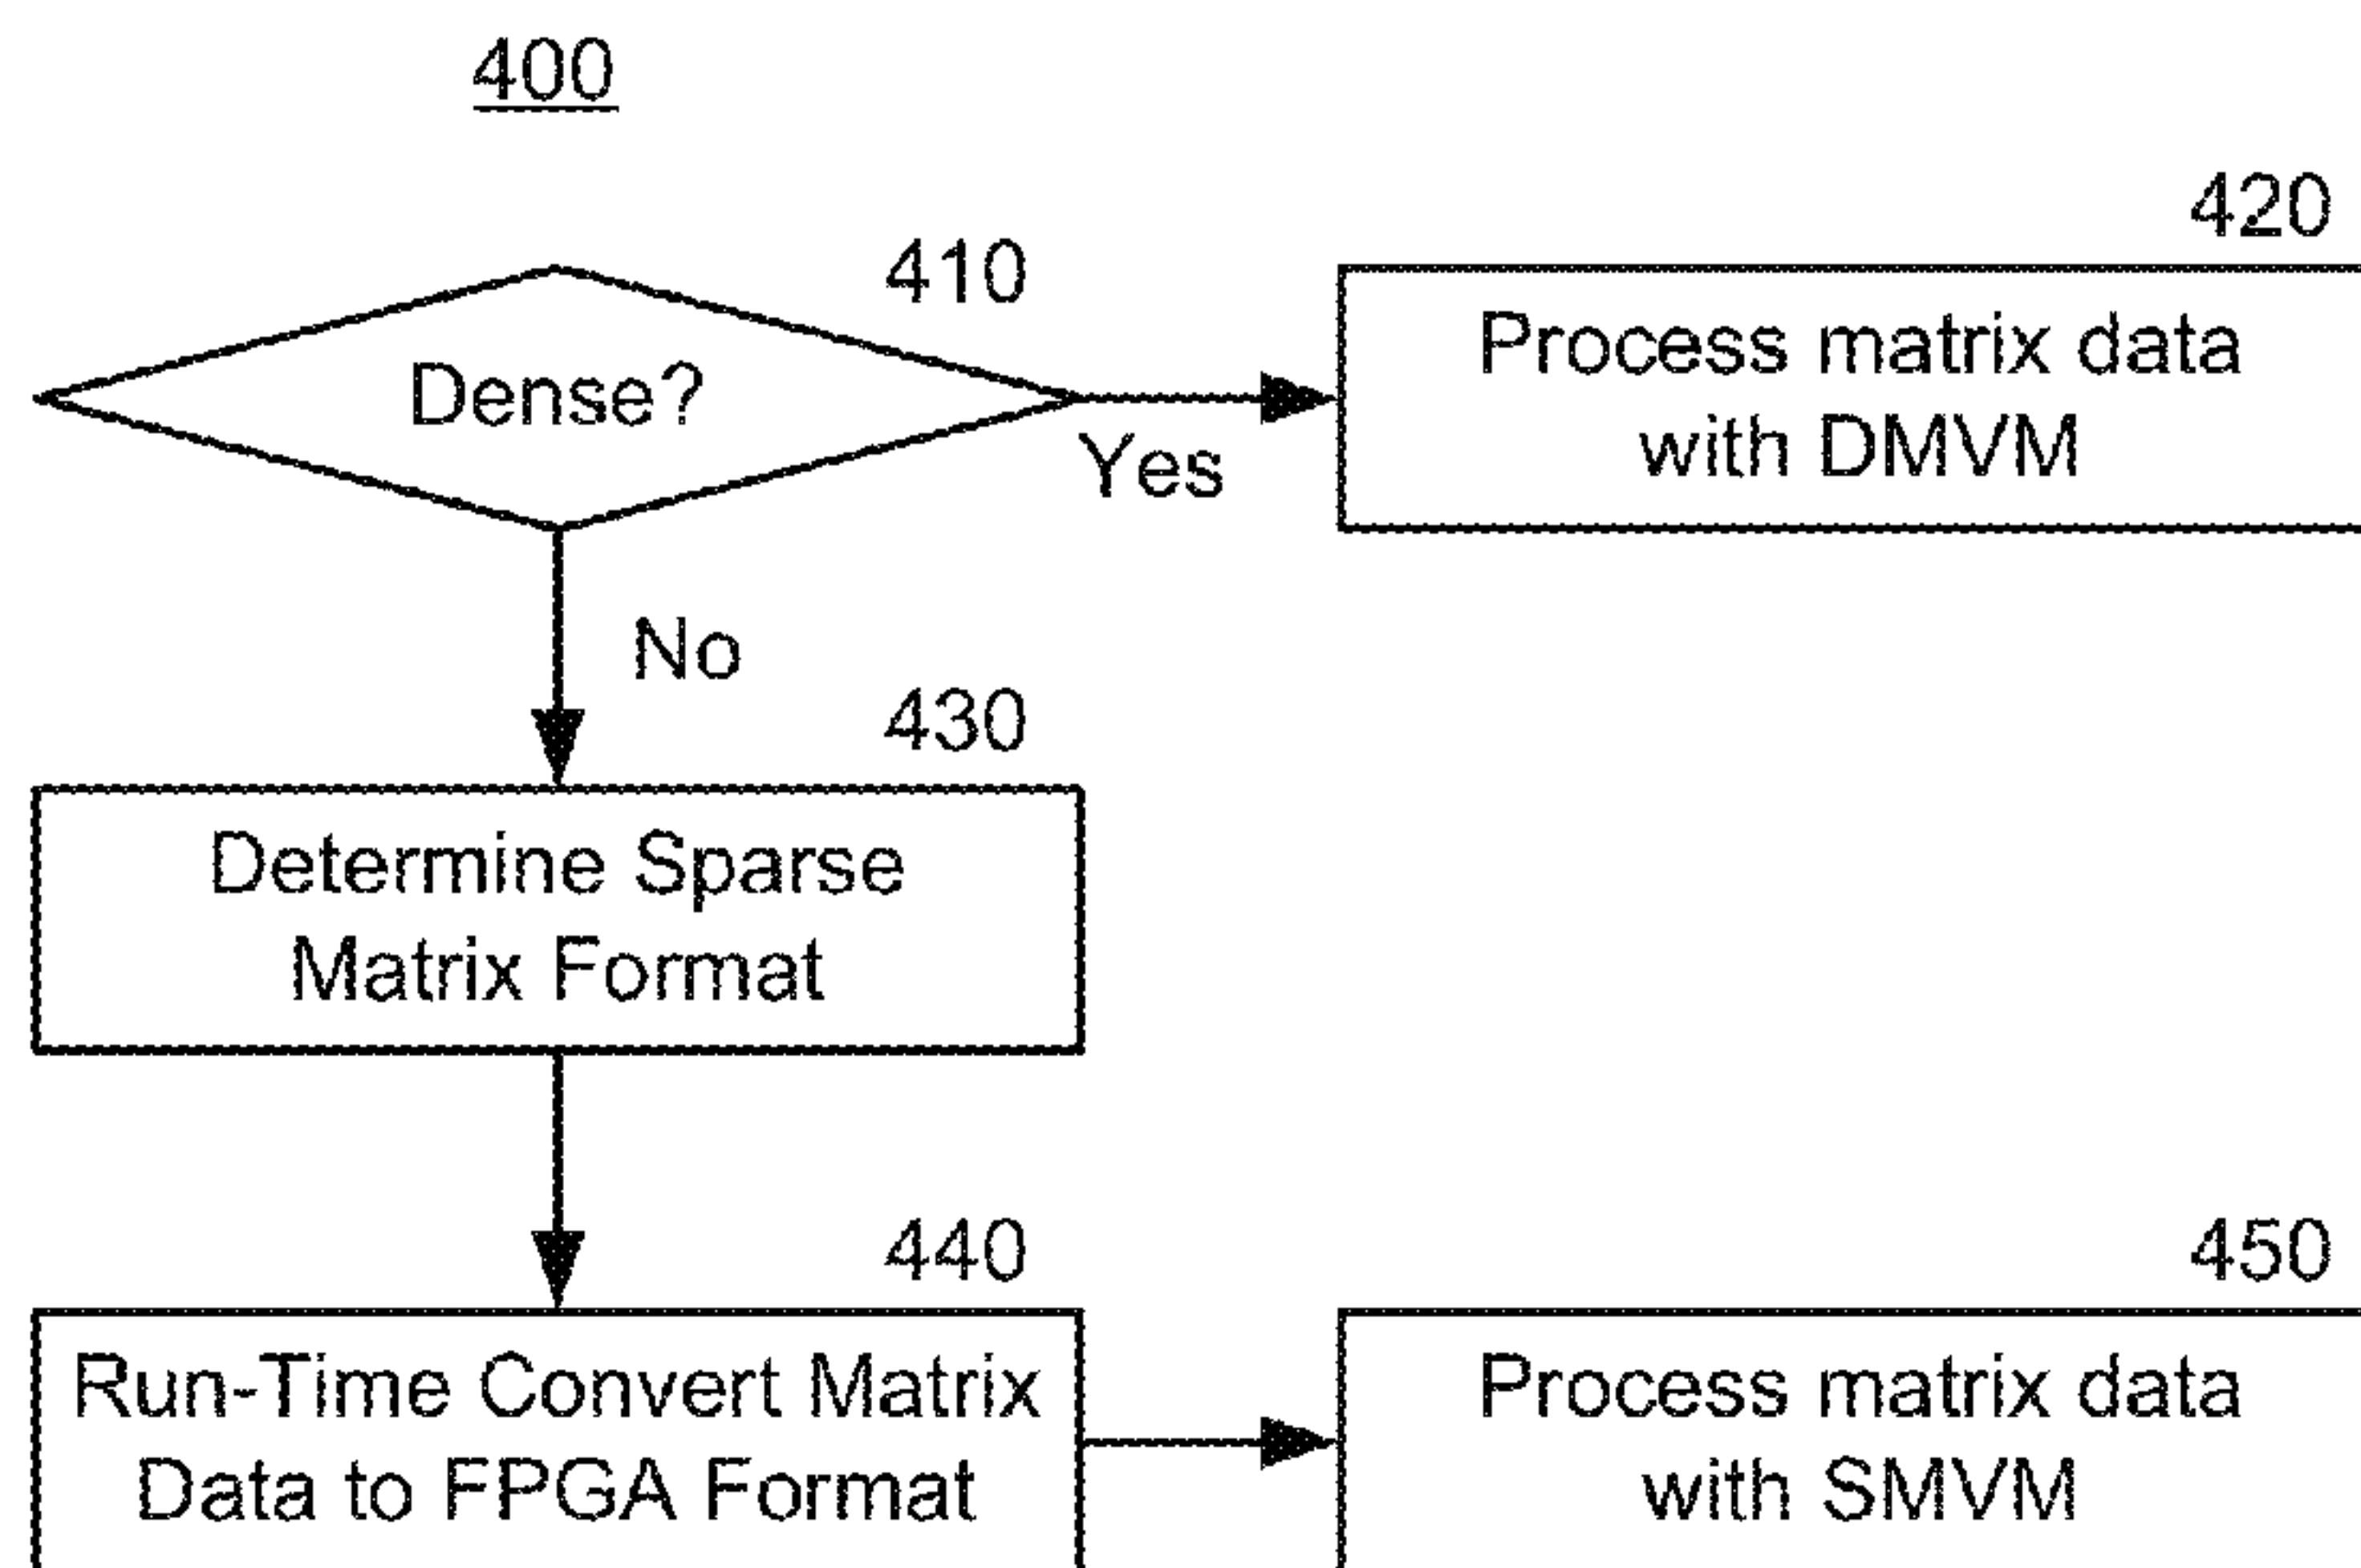 400
410
Dense?
Yes
420
Process matrix data
with DMVM
No
430
Determine Sparse
Matrix Format
440
Run-Time Convert Matrix
Data to FPGA Format
450
Process matrix data
with SMVM